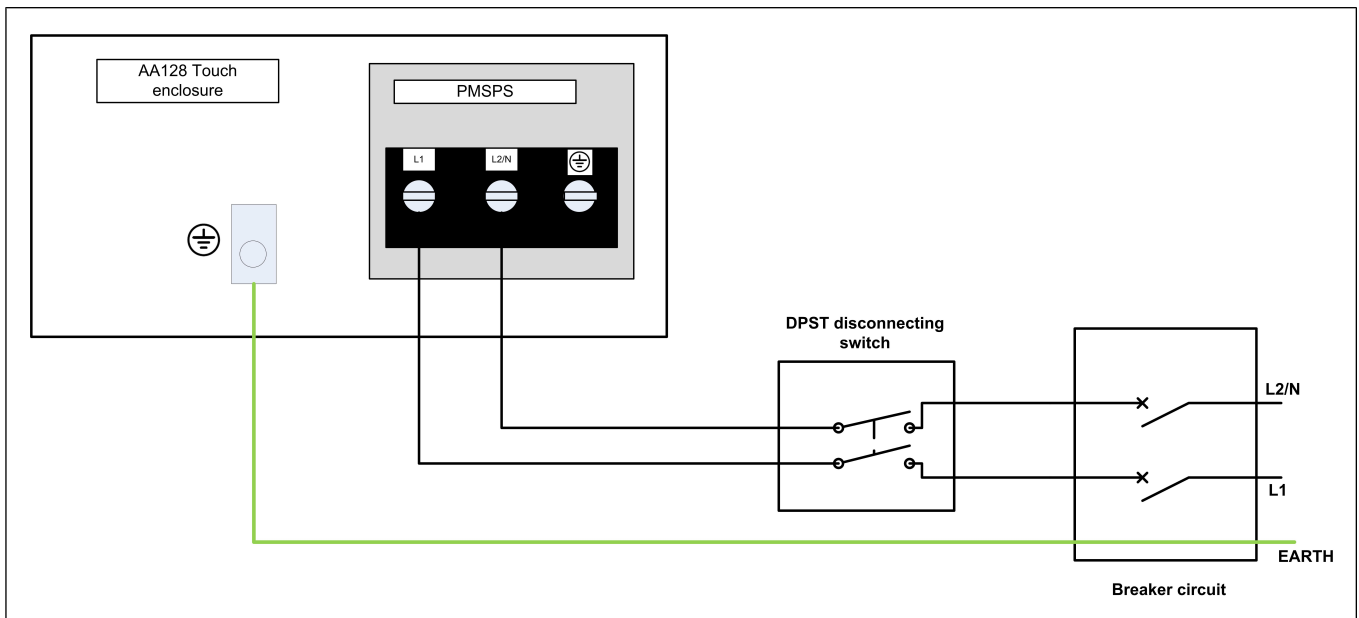 AA128 Touch
enclosure
PMSPS
L1
L2/N
DPST disconnecting
switch
L2/N
L1
EARTH
Breaker circuit